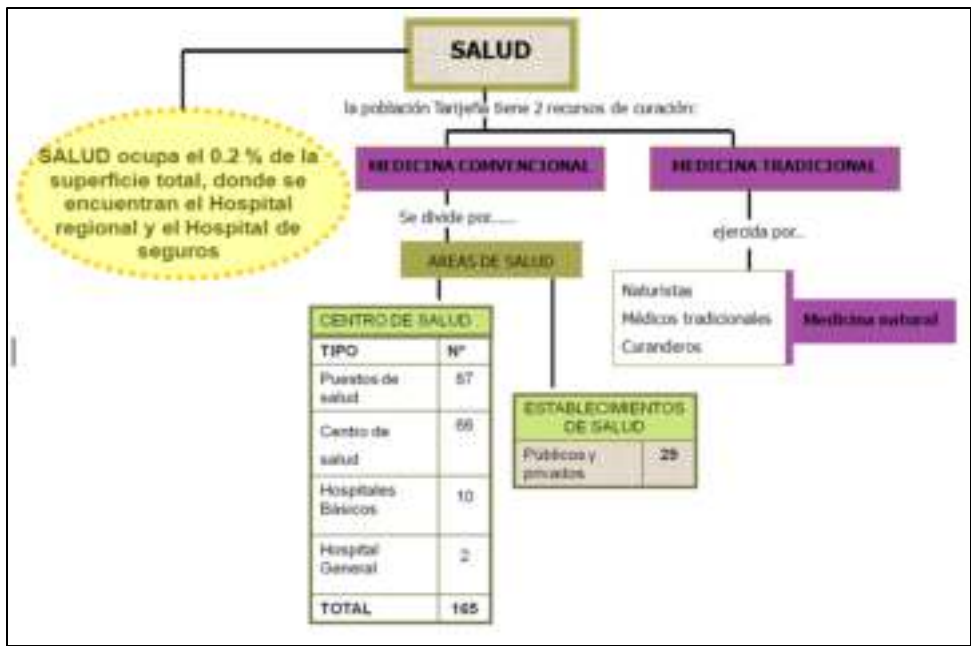 SALUD
la población Tarijeña tiene 2 recursos de curación:
SALUD ocupa el 0.2 % de la
superficie total, donde se
encuentran el Hospital
regional y el Hospital de
seguros
MEDICINA COMVENCIONAL
MEDICINA TRADICIONAL
Se divide por......
ejercida por...
AREAS DE SALUD
Naturistas
Médicos tradicionales
Curanderos
Medicina natural
CENTRO DE SALUD
TIPO N°
Puestos de 87
salud
Centro de 66
salud
Hospitales 10
Básicos
Hospital 2
General
TOTAL 165
ESTABLECIMIENTOS
DE SALUD
Públicos y 29
privados